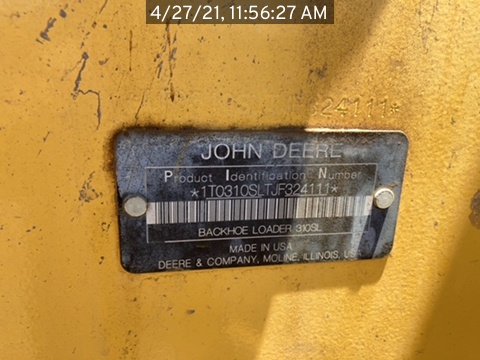 4/27/21, 11:56:27 AM
24111*
JOHN DEERE
Product Identification Number
*1T0310SLTJF324111*
BACKHOE LOADER 310SL
MADE IN USA
DEERE & COMPANY, MOLINE, ILLINOIS, US